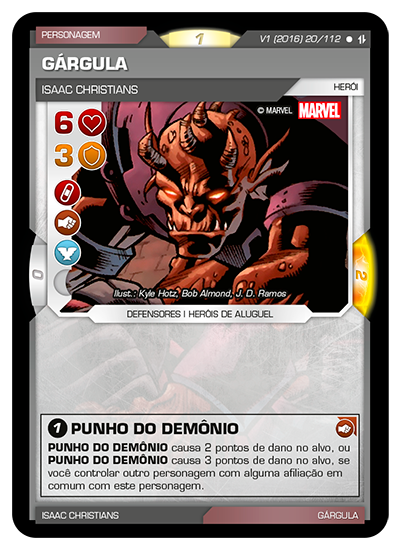 PERSONAGEM
1
V1 (2016) 20/112
GÁRGULA
ISAAC CHRISTIANS
HERÓI
© MARVEL MARVEL
6
3
0
2
Ilust.: Kyle Hotz, Bob Almond, J. D. Ramos
DEFENSORES | HERÓIS DE ALUGUEL
1 PUNHO DO DEMÔNIO
PUNHO DO DEMÔNIO causa 2 pontos de dano no alvo, ou
PUNHO DO DEMÔNIO causa 3 pontos de dano no alvo, se
você controlar outro personagem com alguma afiliação em
comum com este personagem.
ISAAC CHRISTIANS
GÁRGULA